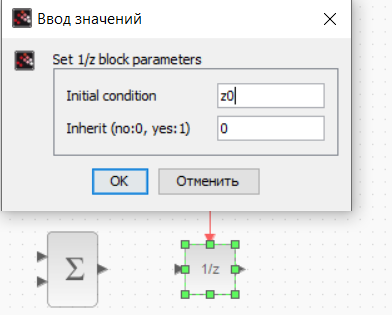 Ввод значений
Set 1/z block parameters
Initial condition z0
Inherit (no:0, yes:1) 0
OK Отменить
Σ 1/z